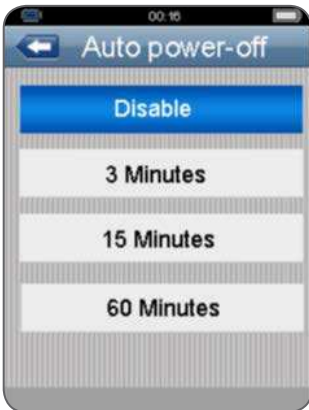 00:16
Auto power-off
Disable
3 Minutes
15 Minutes
60 Minutes